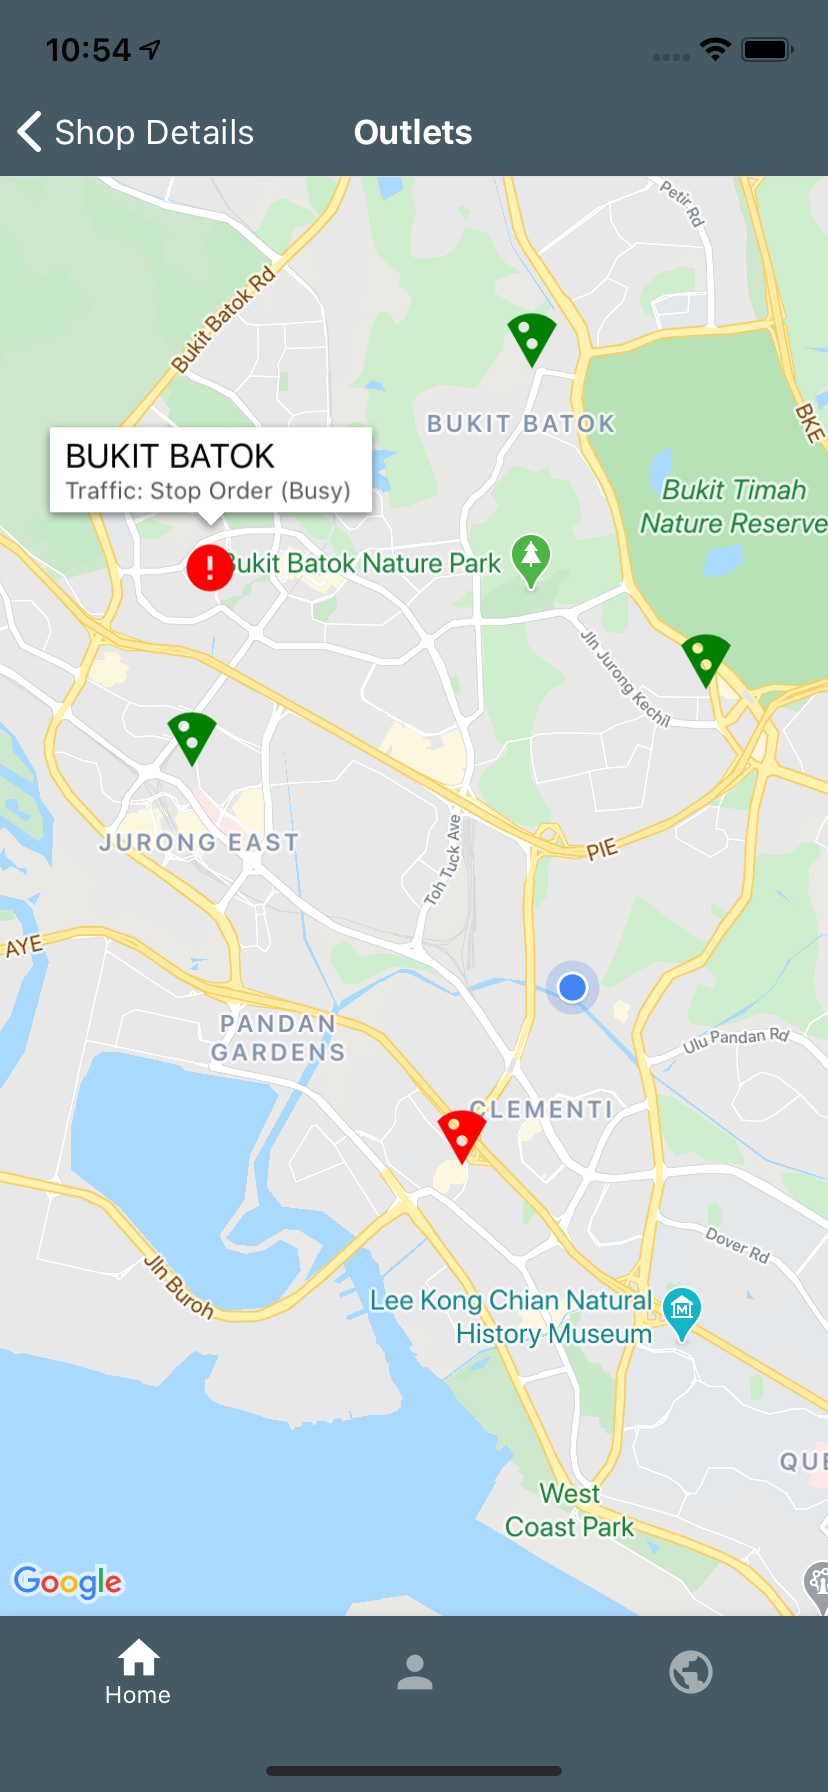 10:54
Shop Details
Outlets
Petir Rd
Bukit Batok Rd
BUKIT BATOK
BKE
BUKIT BATOK
Traffic: Stop Order (Busy)
Bukit Timah
Nature Reserve
Bukit Batok Nature Park
Jln Jurong Kechil
JURONG EAST
Toh Tuck Ave
PIE
AYE
PANDAN
GARDENS
Ulu Pandan Rd
CLEMENTI
Dover Rd
Jln Buroh
Lee Kong Chian Natural
History Museum
QUE
West
Coast Park
Google
Home